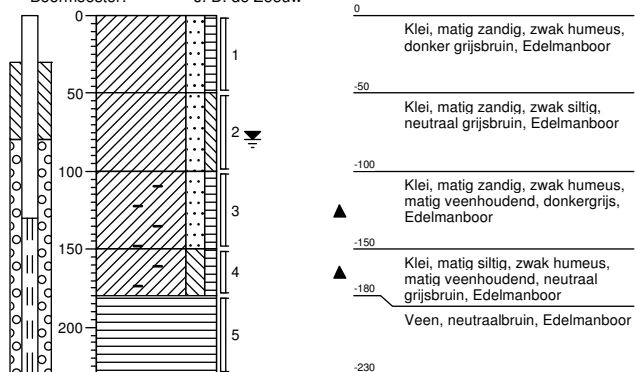 Boormeester: J. D. de Zeeuw
0
50
100
150
200
1
2
3
4
5
0
Klei, matig zandig, zwak humeus,
donker grijsbruin, Edelmanboor
-50
Klei, matig zandig, zwak siltig,
neutraal grijsbruin, Edelmanboor
-100
Klei, matig zandig, zwak humeus,
matig veenhoudend, donkergrijs,
Edelmanboor
-150
Klei, matig siltig, zwak humeus,
matig veenhoudend, neutraal
grijsbruin, Edelmanboor
-180
Veen, neutraalbruin, Edelmanboor
-230